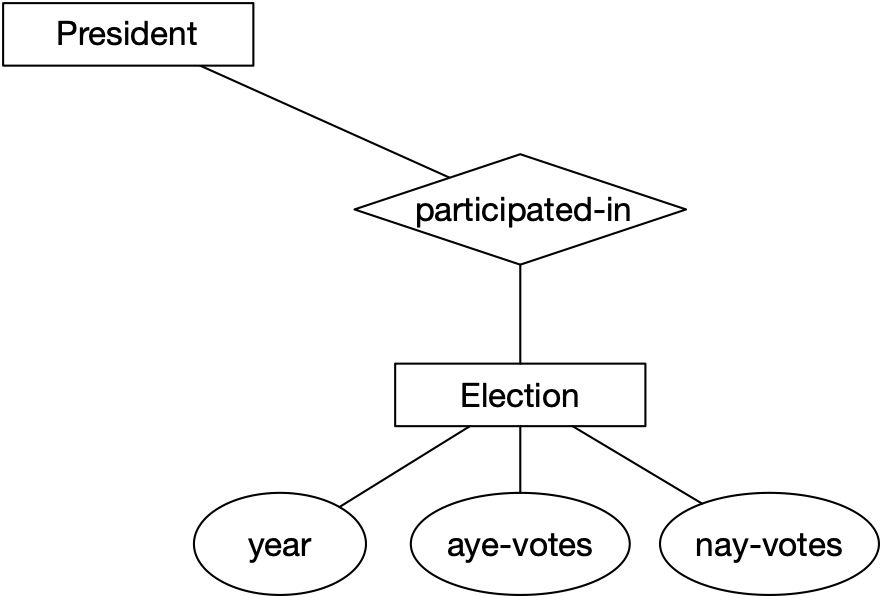 President
participated-in
Election
year
aye-votes
nay-votes